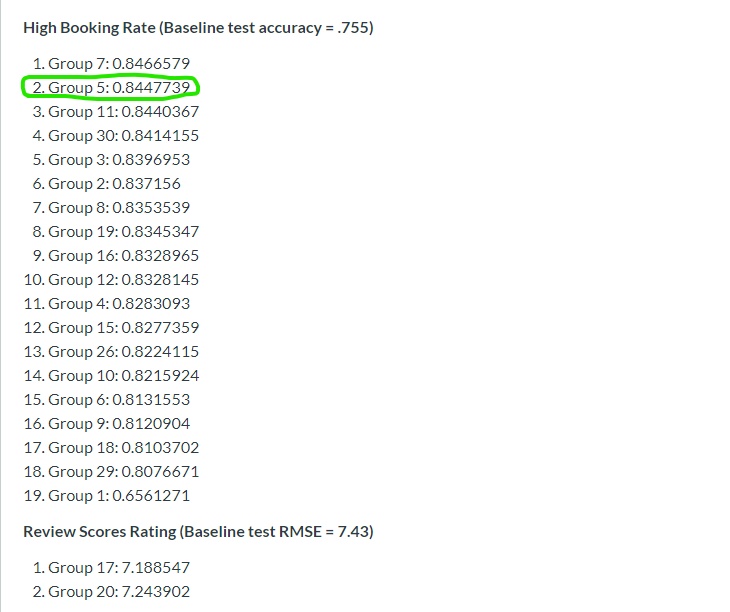 High Booking Rate (Baseline test accuracy = .755)
1. Group 7: 0.8466579
2. Group 5: 0.8447739
3. Group 11: 0.8440367
4. Group 30: 0.8414155
5. Group 3: 0.8396953
6. Group 2: 0.837156
7. Group 8: 0.8353539
8. Group 19: 0.8345347
9. Group 16: 0.8328965
10. Group 12: 0.8328145
11. Group 4: 0.8283093
12. Group 15: 0.8277359
13. Group 26: 0.8224115
14. Group 10: 0.8215924
15. Group 6: 0.8131553
16. Group 9: 0.8120904
17. Group 18: 0.8103702
18. Group 29: 0.8076671
19. Group 1: 0.6561271
Review Scores Rating (Baseline test RMSE = 7.43)
1. Group 17: 7.188547
2. Group 20: 7.243902